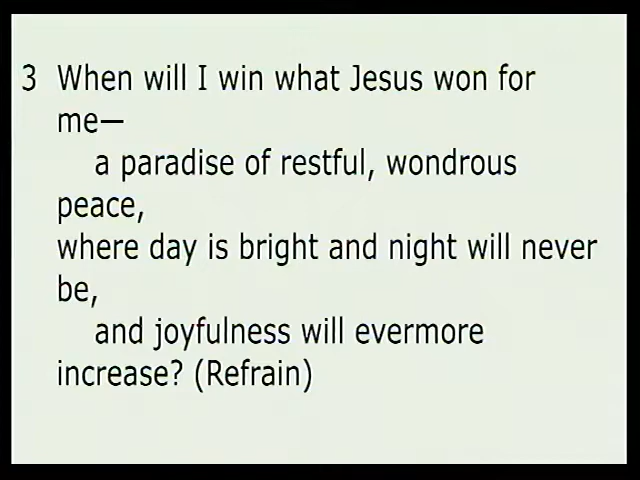 3 When will I win what Jesus won for
me—
a paradise of restful, wondrous
peace,
where day is bright and night will never
be,
and joyfulness will evermore
increase? (Refrain)